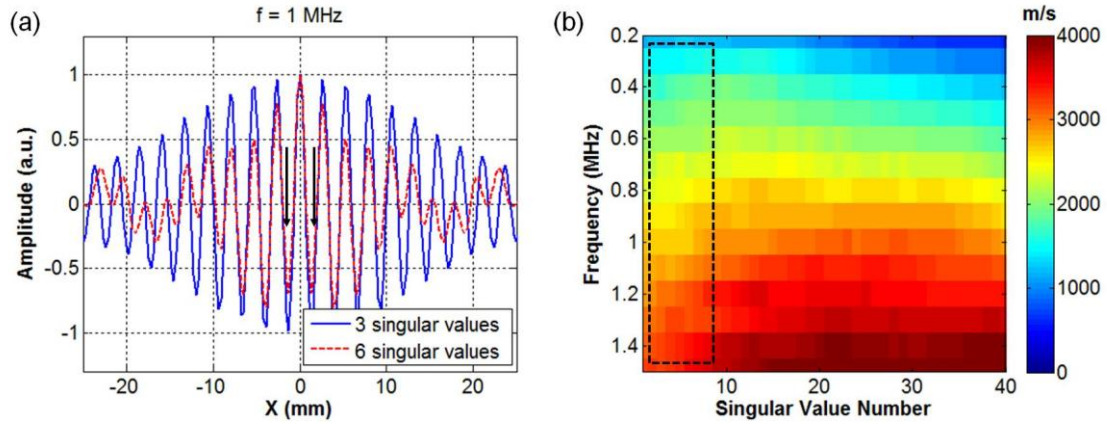 (a)
f = 1 MHz
Amplitude (a.u.)
1
0.5
0
-0.5
-1
3 singular values
6 singular values
-20 -10 0 10 20
X (mm)
(b)
m/s
Frequency (MHz)
0.2
0.4
0.6
0.8
1
1.2
1.4
10 20 30 40
Singular Value Number
4000
3000
2000
1000
0